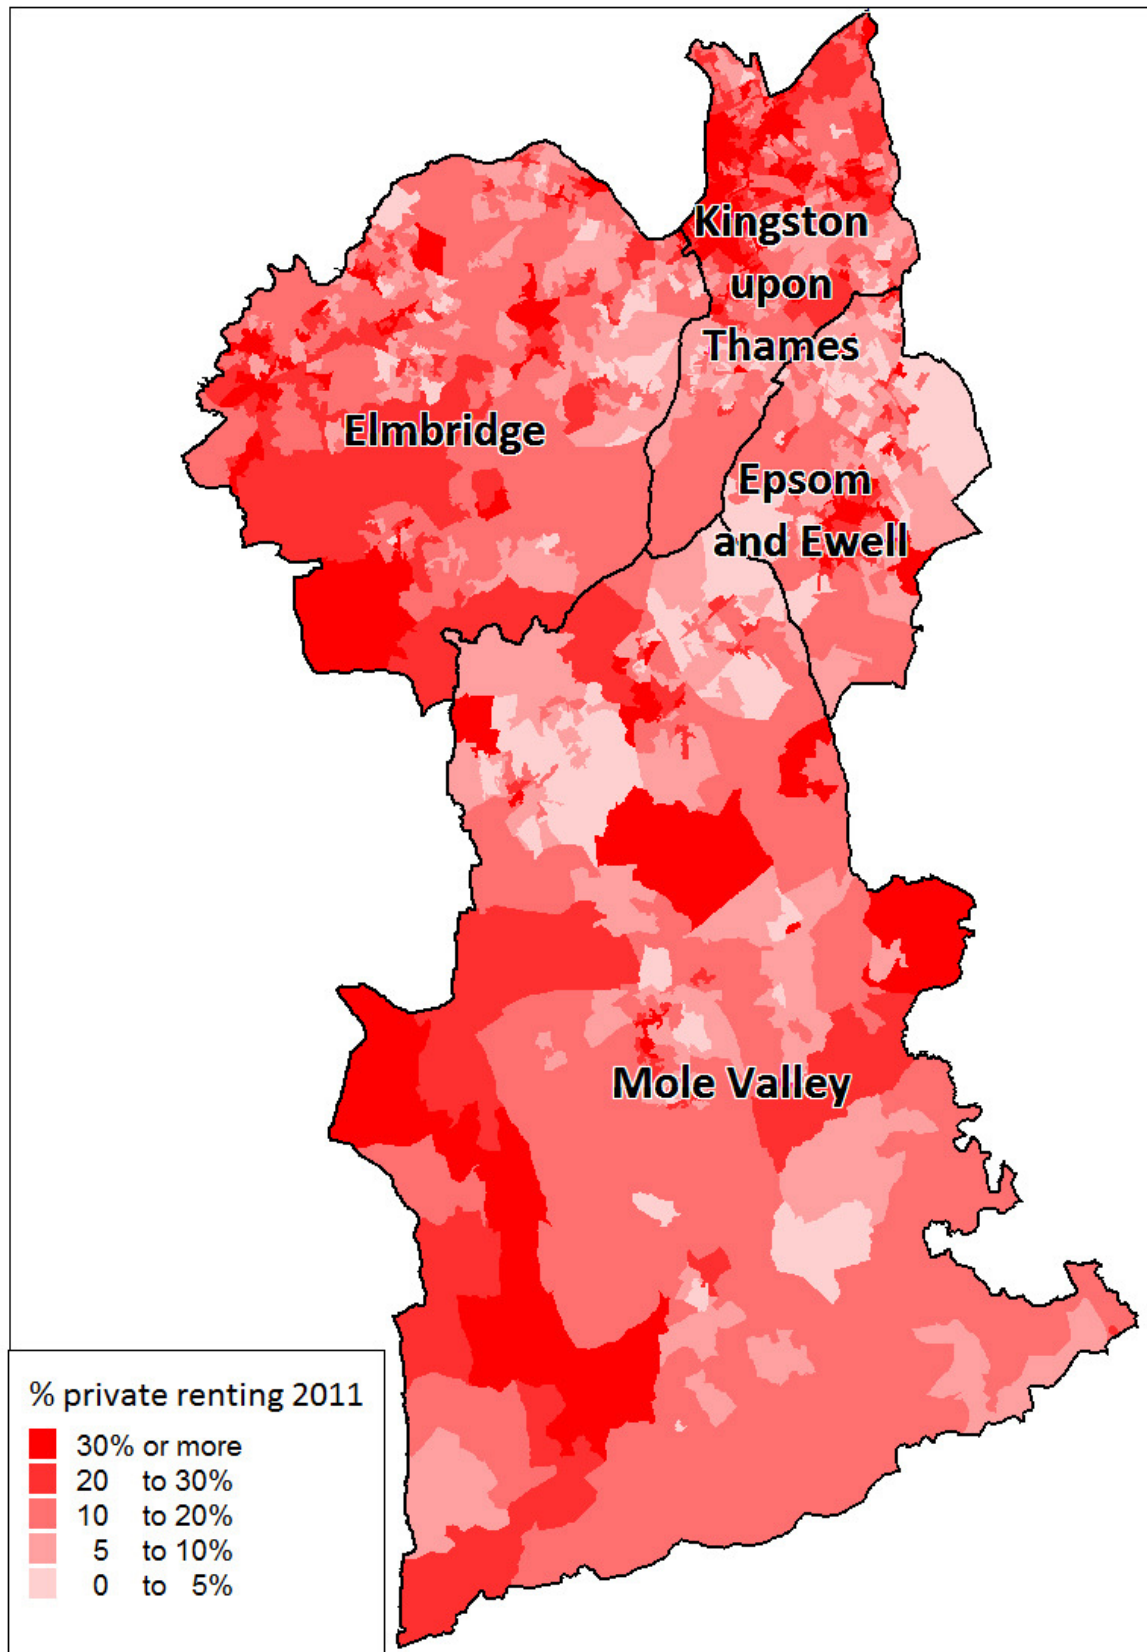 Kingston
upon
Thames
Elmbridge
Epsom
and Ewell
Mole Valley
% private renting 2011
30% or more
20 to 30%
10 to 20%
5 to 10%
0 to 5%